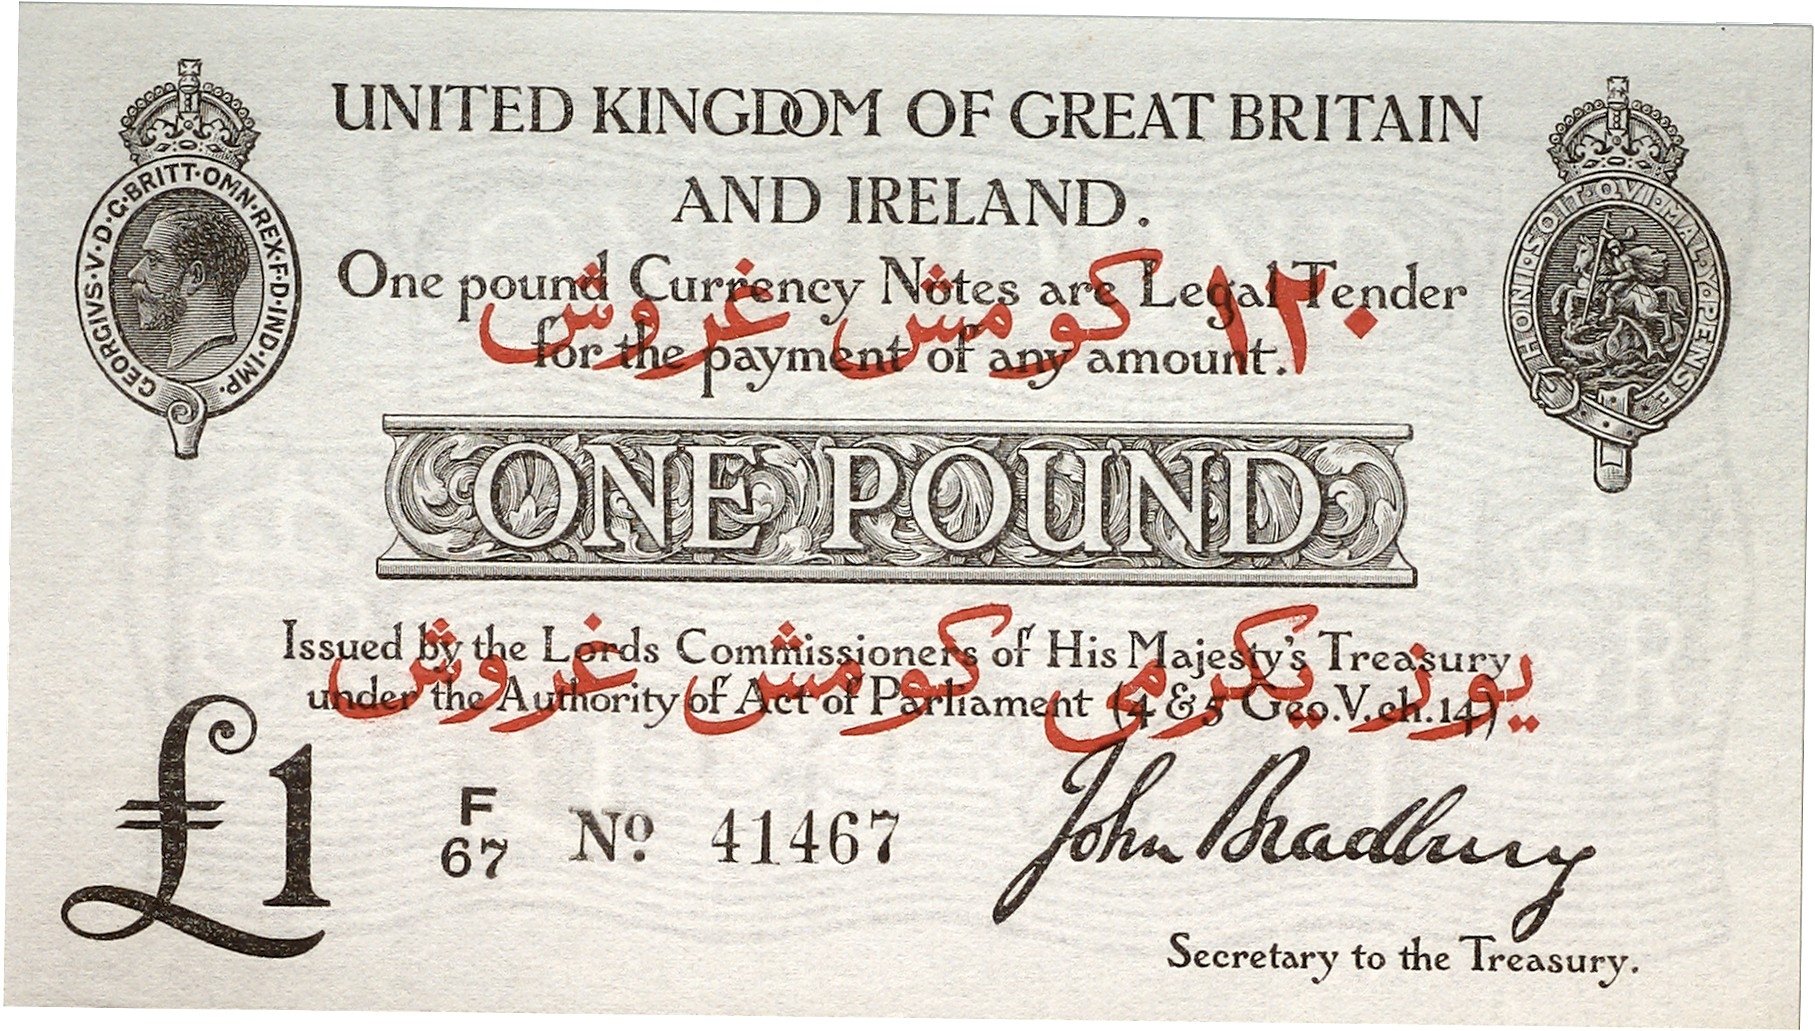 UNITED KINGDOM OF GREAT BRITAIN
AND IRELAND.
GEORGIVS·V·D·G·BRITT·OMN·REX·F·D·IND·IMP·
HONI·SOIT·QVI·MAL·Y·PENSE
One pound Currency Notes are Legal Tender
for the payment of any amount.
١٢٠ كومش غروش
ONE POUND
Issued by the Lords Commissioners of His Majesty's Treasury
under the Authority of Act of Parliament (4 & 5 Geo.V.ch.14)
يوز يكرمى كومش غروش
£1
F
67
Nº 41467
John Bradbury
Secretary to the Treasury.